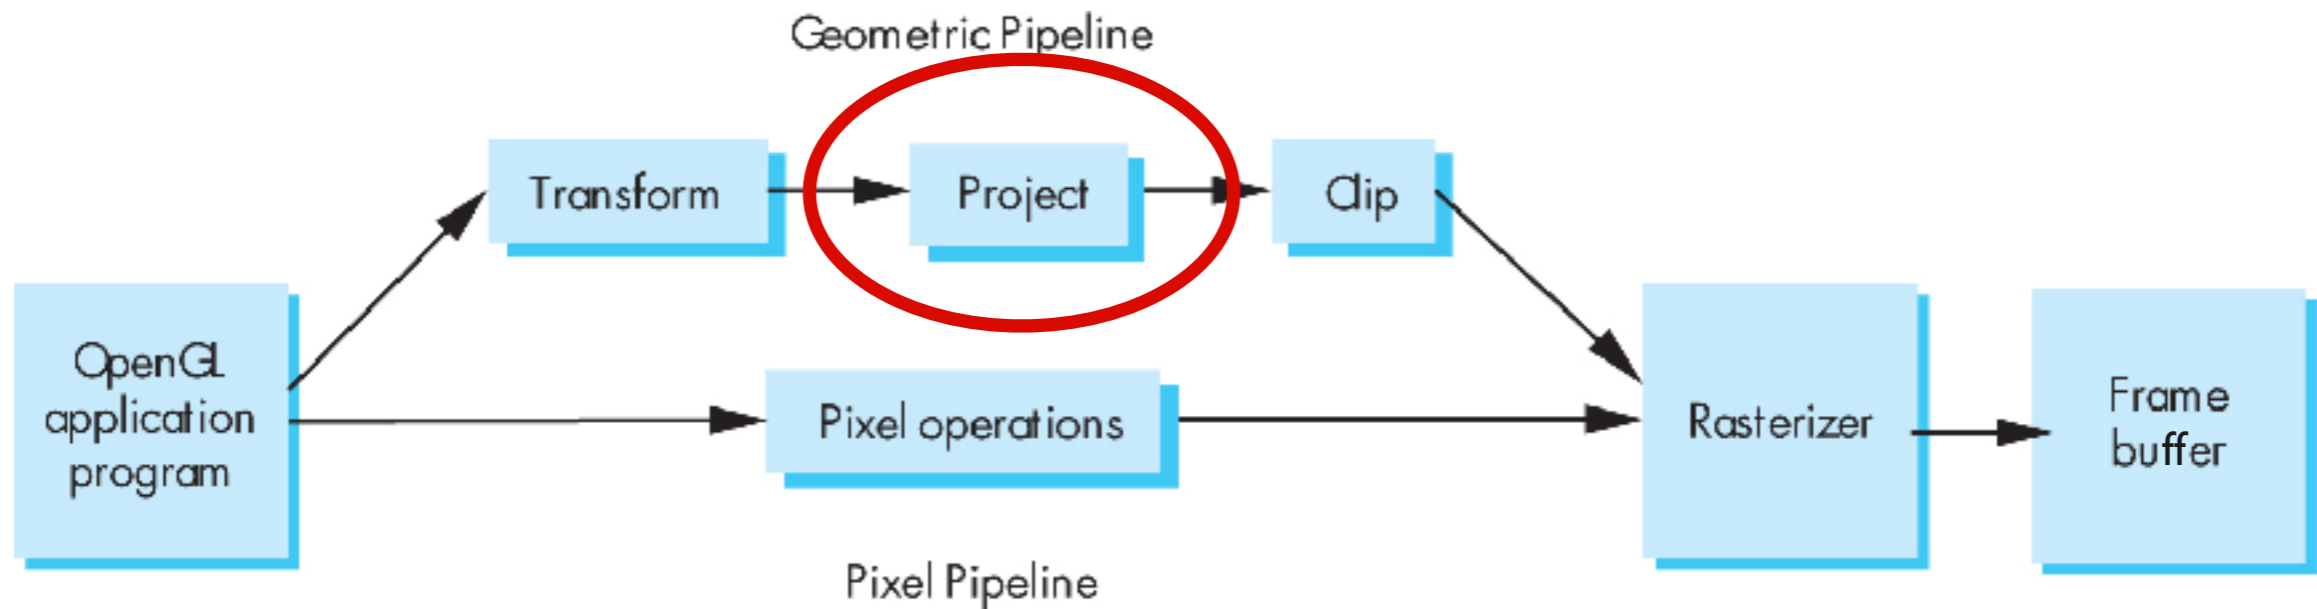 Geometric Pipeline
Transform
Project
Clip
OpenGL
application
program
Pixel operations
Rasterizer
Frame
buffer
Pixel Pipeline